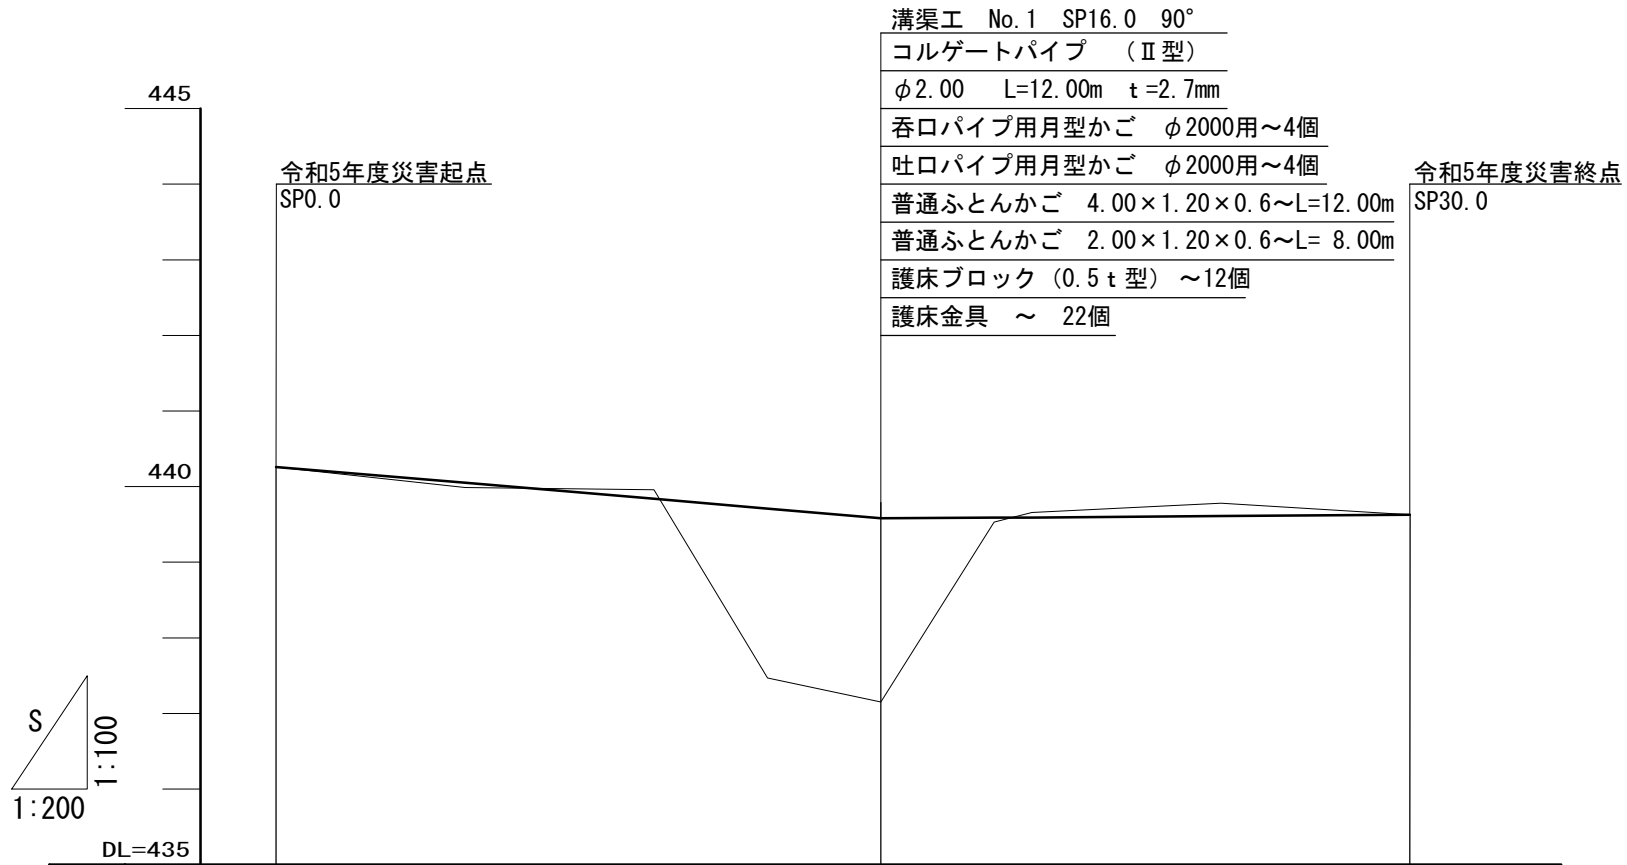 溝渠工　No.1　SP16.0　90°
コルゲートパイプ　（Ⅱ型）
φ2.00　 L=12.00m　t=2.7mm
呑口パイプ用月型かご　φ2000用～4個
吐口パイプ用月型かご　φ2000用～4個
普通ふとんかご　4.00×1.20×0.6～L=12.00m
普通ふとんかご　2.00×1.20×0.6～L= 8.00m
護床ブロック（0.5ｔ型）～12個
護床金具　～　22個
令和5年度災害起点
SP0.0
令和5年度災害終点
SP30.0
445
440
DL=435
S
1:100
1:200